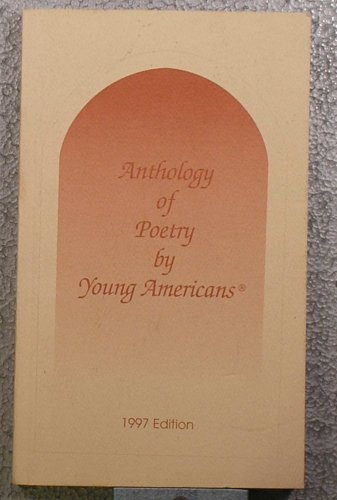 Anthology
of
Poetry
by
Young Americans®
1997 Edition